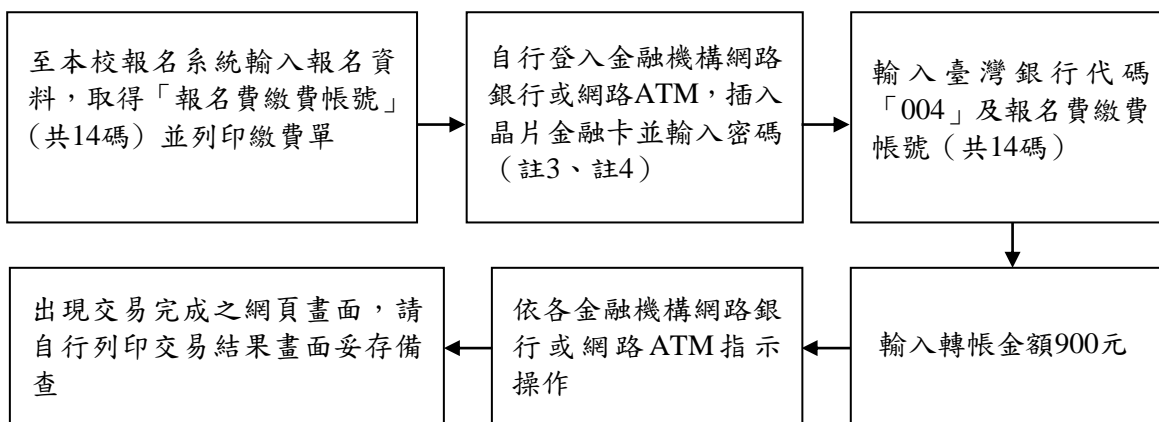 至本校報名系統輸入報名資
料，取得「報名費繳費帳號」
（共14碼）並列印繳費單
自行登入金融機構網路
銀行或網路ATM，插入
晶片金融卡並輸入密碼
（註3、註4）
輸入臺灣銀行代碼
「004」及報名費繳費
帳號（共14碼）
輸入轉帳金額900元
依各金融機構網路銀
行或網路ATM指示
操作
出現交易完成之網頁畫面，請
自行列印交易結果畫面妥存備
查